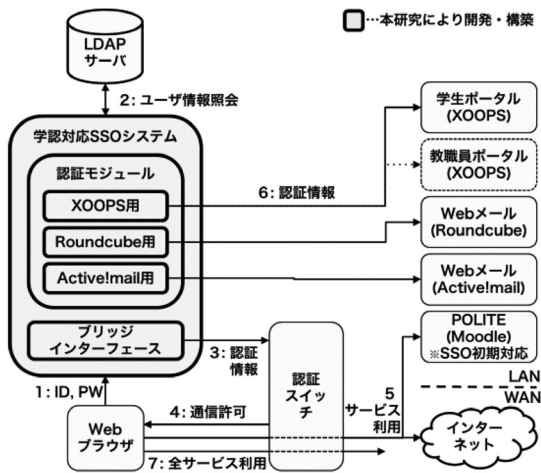 …本研究により開発・構築
LDAP
サーバ
2: ユーザ情報照会
学認対応SSOシステム
認証モジュール
XOOPS用
Roundcube用
Active!mail用
ブリッジ
インターフェース
6: 認証情報
学生ポータル
(XOOPS)
教職員ポータル
(XOOPS)
Webメール
(Roundcube)
Webメール
(Active!mail)
POLITE
(Moodle)
※SSO初期対応
3: 認証
情報
認証
スイッ
チ
1: ID, PW
4: 通信許可
5
サービス
利用
LAN
WAN
Web
ブラウザ
インター
ネット
7: 全サービス利用